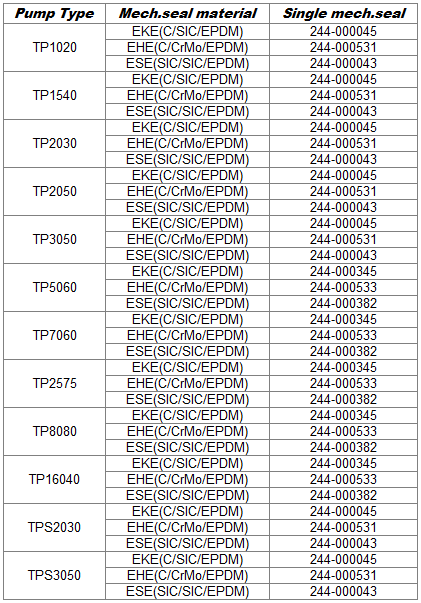 Pump Type Mech.seal material Single mech.seal
EKE(C/SIC/EPDM) 244-000045
TP1020 EHE(C/CrMo/EPDM) 244-000531
ESE(SIC/SIC/EPDM) 244-000043
EKE(C/SIC/EPDM) 244-000045
TP1540 EHE(C/CrMo/EPDM) 244-000531
ESE(SIC/SIC/EPDM) 244-000043
EKE(C/SIC/EPDM) 244-000045
TP2030 EHE(C/CrMo/EPDM) 244-000531
ESE(SIC/SIC/EPDM) 244-000043
EKE(C/SIC/EPDM) 244-000045
TP2050 EHE(C/CrMo/EPDM) 244-000531
ESE(SIC/SIC/EPDM) 244-000043
EKE(C/SIC/EPDM) 244-000045
TP3050 EHE(C/CrMo/EPDM) 244-000531
ESE(SIC/SIC/EPDM) 244-000043
EKE(C/SIC/EPDM) 244-000345
TP5060 EHE(C/CrMo/EPDM) 244-000533
ESE(SIC/SIC/EPDM) 244-000382
EKE(C/SIC/EPDM) 244-000345
TP7060 EHE(C/CrMo/EPDM) 244-000533
ESE(SIC/SIC/EPDM) 244-000382
EKE(C/SIC/EPDM) 244-000345
TP2575 EHE(C/CrMo/EPDM) 244-000533
ESE(SIC/SIC/EPDM) 244-000382
EKE(C/SIC/EPDM) 244-000345
TP8080 EHE(C/CrMo/EPDM) 244-000533
ESE(SIC/SIC/EPDM) 244-000382
EKE(C/SIC/EPDM) 244-000345
TP16040 EHE(C/CrMo/EPDM) 244-000533
ESE(SIC/SIC/EPDM) 244-000382
EKE(C/SIC/EPDM) 244-000045
TPS2030 EHE(C/CrMo/EPDM) 244-000531
ESE(SIC/SIC/EPDM) 244-000043
EKE(C/SIC/EPDM) 244-000045
TPS3050 EHE(C/CrMo/EPDM) 244-000531
ESE(SIC/SIC/EPDM) 244-000043